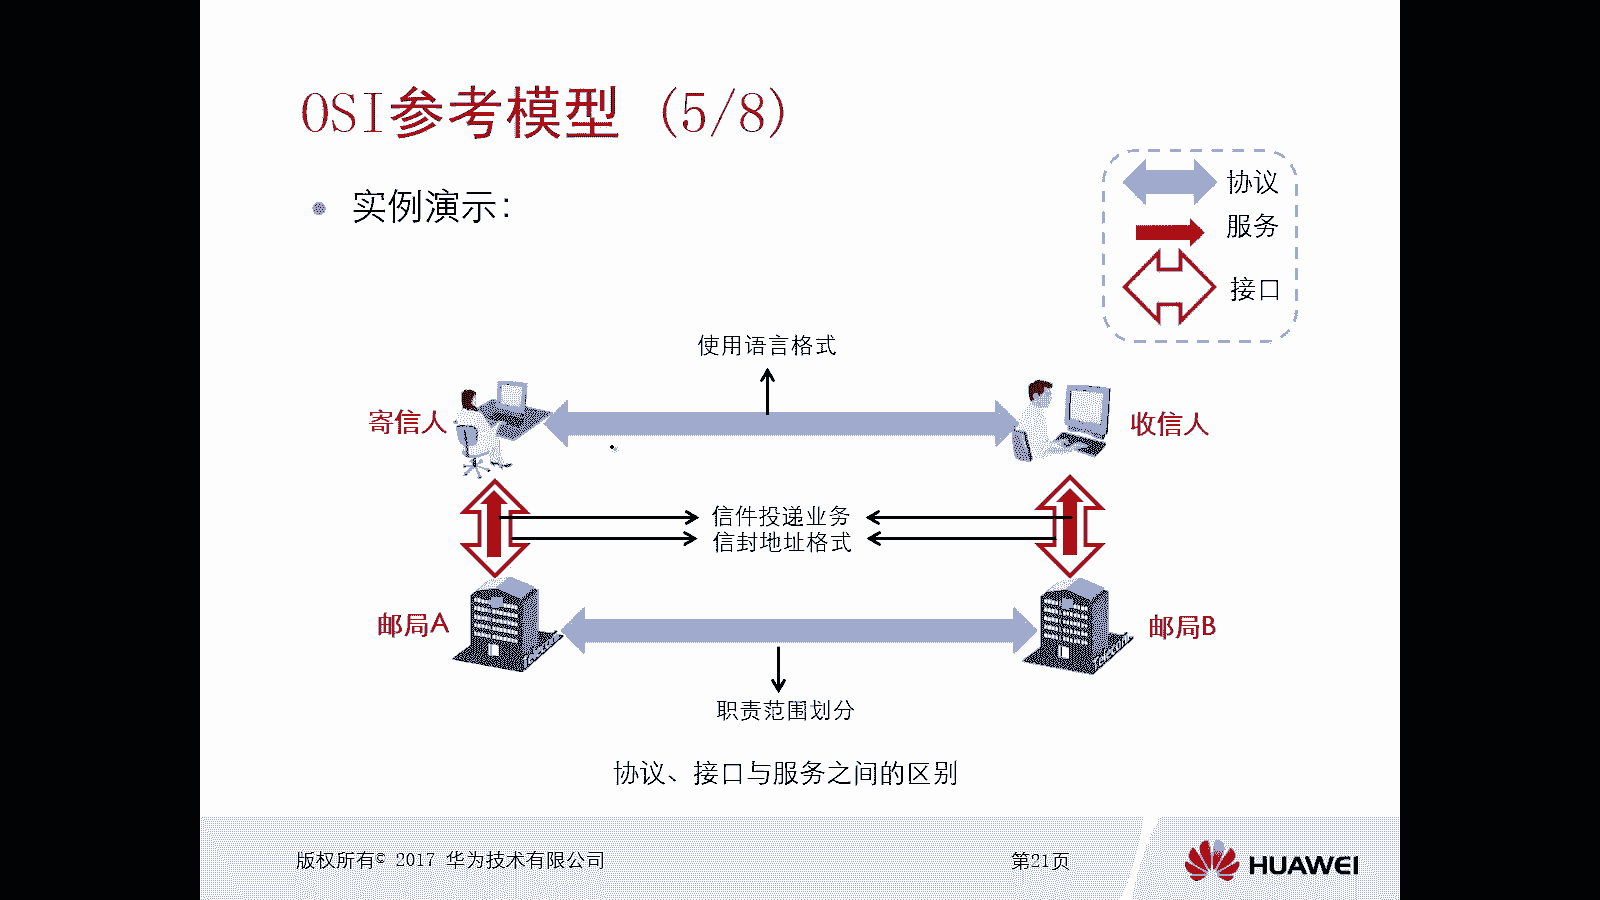 OSI参考模型 (5/8)
实例演示：
协议
服务
接口
使用语言格式
寄信人
收信人
信件投递业务
信封地址格式
邮局A
邮局B
职责范围划分
协议、接口与服务之间的区别
版权所有© 2017 华为技术有限公司
第21页
HUAWEI